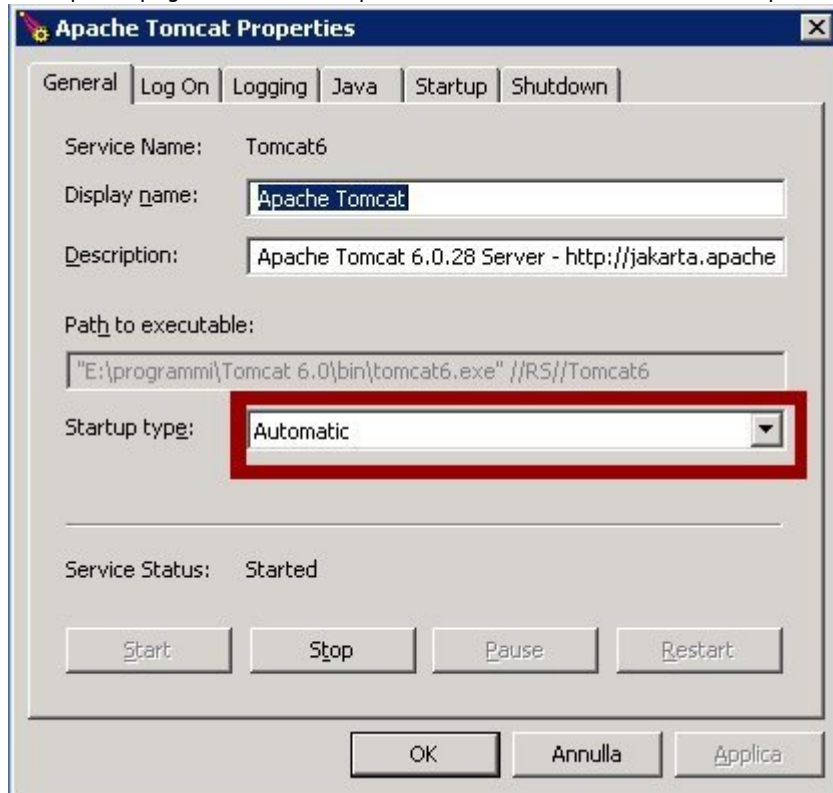 Apache Tomcat Properties
General Log On Logging Java Startup Shutdown
Service Name: Tomcat6
Display name: Apache Tomcat
Description: Apache Tomcat 6.0.28 Server - http://jakarta.apache
Path to executable:
"E:\programmi\Tomcat 6.0\bin\tomcat6.exe" //RS//Tomcat6
Startup type: Automatic
Service Status: Started
Start Stop Pause Restart
OK Annulla Applica